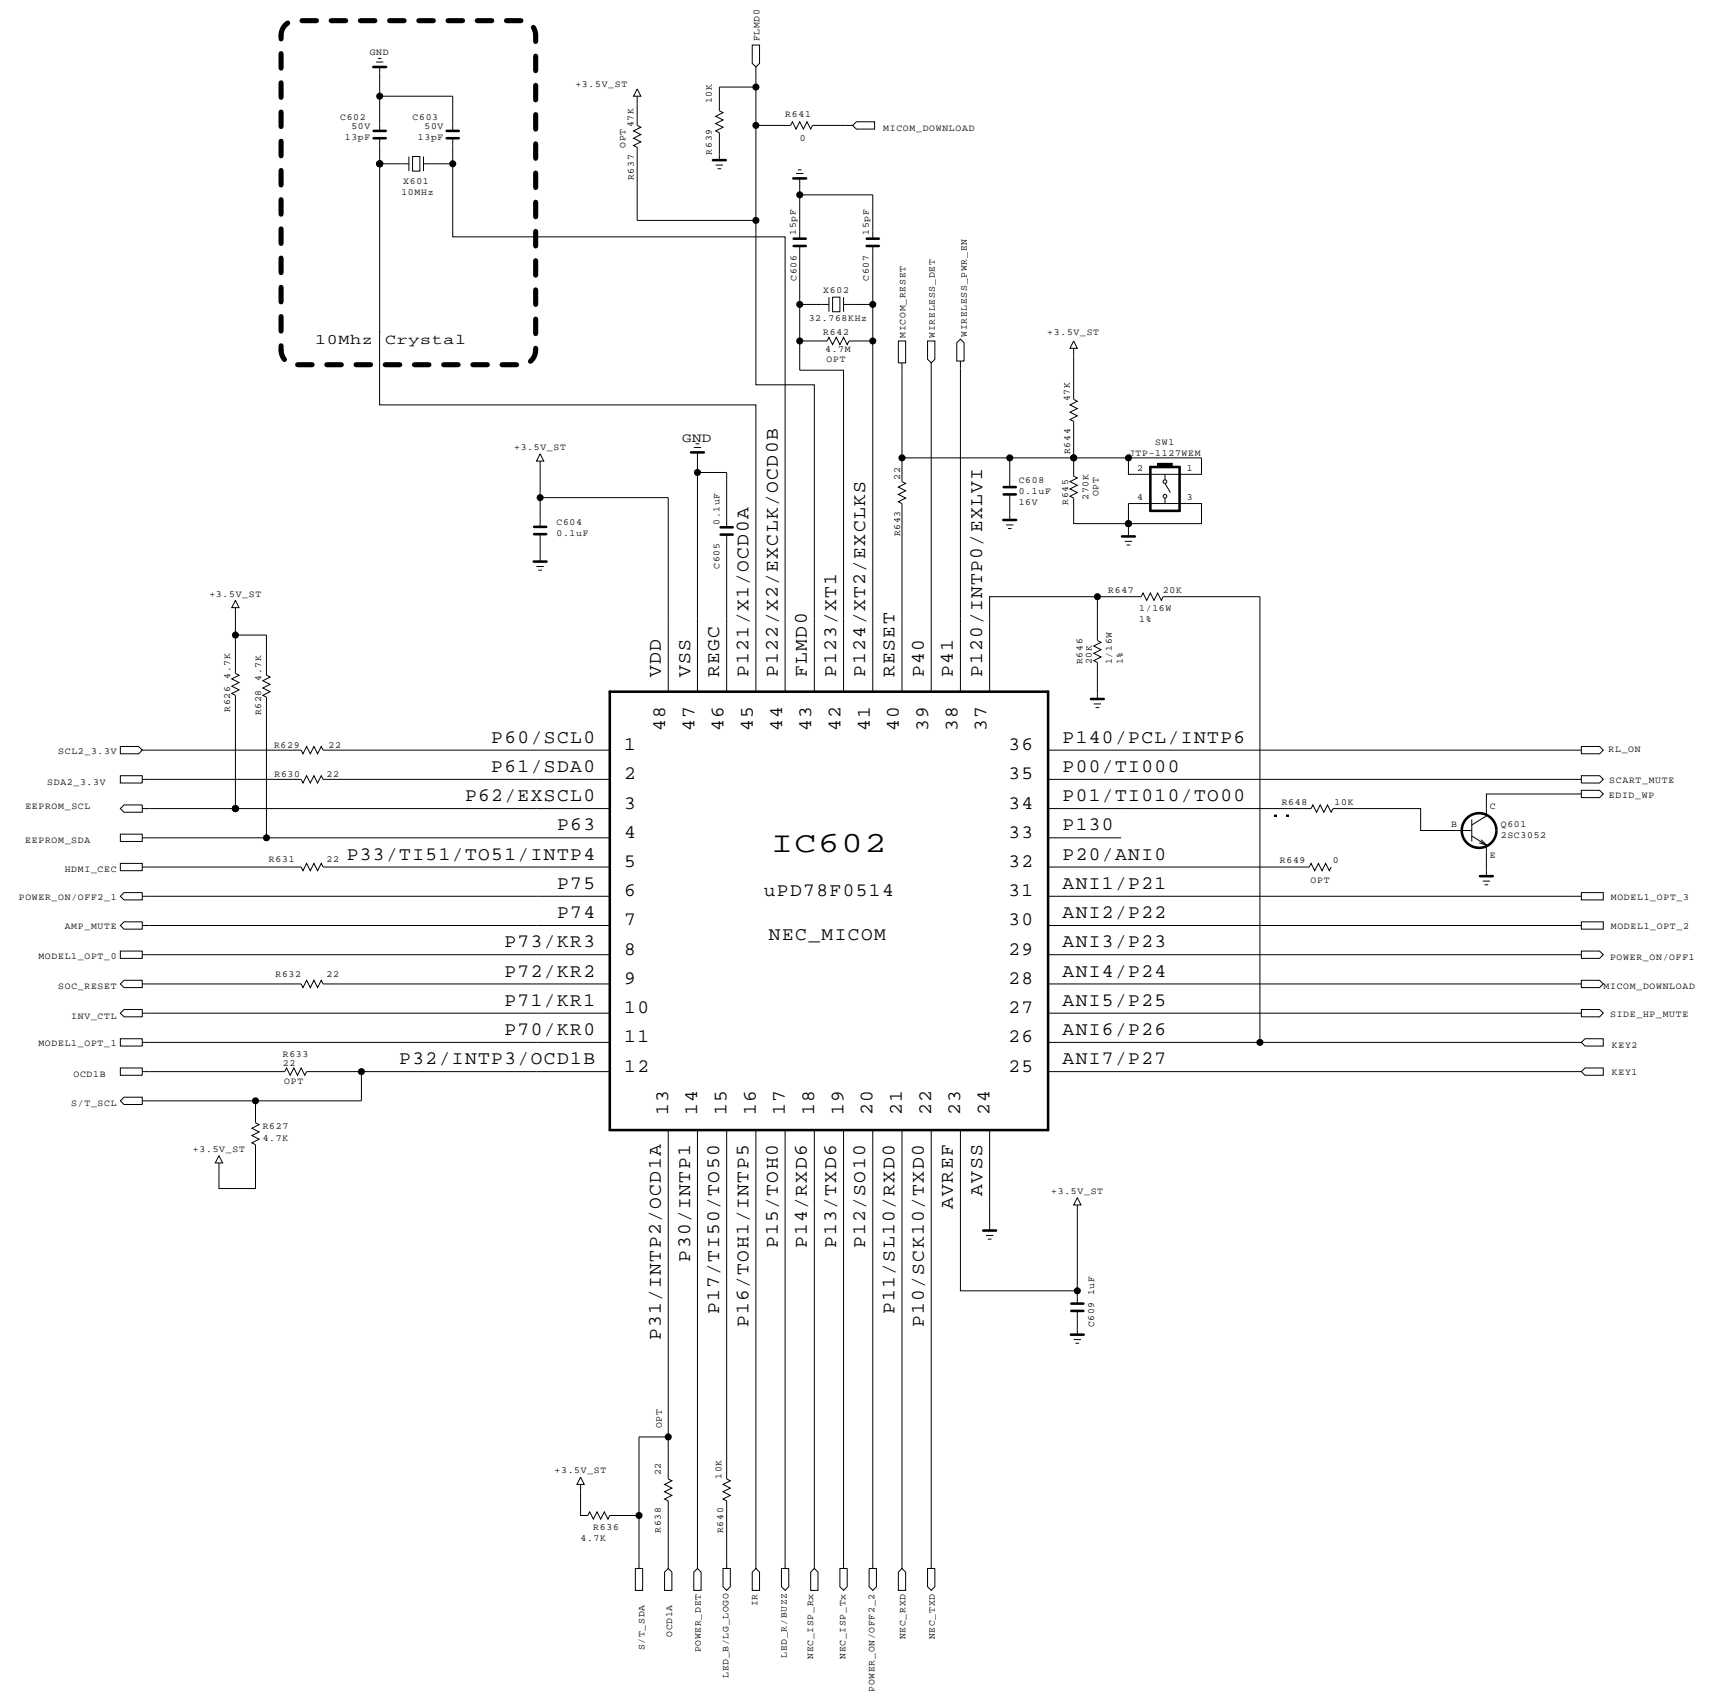 FLMD0
GND
C602
50V
13pF
C603
50V
13pF
X601
10MHz
10Mhz Crystal
+3.5V_ST
47K
OPT
R637
10K
R639
R641
0
MICOM_DOWNLOAD
15pF
C606
15pF
C607
X602
32.768KHz
R642
4.7M
OPT
MICOM_RESET
WIRELESS_DET
WIRELESS_PWR_EN
+3.5V_ST
47K
R644
SW1
JTP-1127WEM
2
1
4
3
R645
270K
OPT
C608
0.1uF
16V
22
R643
+3.5V_ST
C604
0.1uF
GND
0.1uF
C605
R647
20K
1/16W
1%
R646
20K
1/16W
1%
VDD
VSS
REGC
P121/X1/OCD0A
P122/X2/EXCLK/OCD0B
FLMD0
P123/XT1
P124/XT2/EXCLKS
RESET
P40
P41
P120/INTP0/EXLVI
48
47
46
45
44
43
42
41
40
39
38
37
+3.5V_ST
R626 4.7K
R628 4.7K
SCL2_3.3V
R629
22
P60/SCL0
1
SDA2_3.3V
R630
22
P61/SDA0
2
EEPROM_SCL
P62/EXSCL0
3
EEPROM_SDA
P63
4
HDMI_CEC
R631
22
P33/TI51/TO51/INTP4
5
POWER_ON/OFF2_1
P75
6
AMP_MUTE
P74
7
MODEL1_OPT_0
P73/KR3
8
SOC_RESET
R632
22
P72/KR2
9
INV_CTL
P71/KR1
10
MODEL1_OPT_1
P70/KR0
11
OCD1B
R633
22
OPT
P32/INTP3/OCD1B
12
S/T_SCL
R627
4.7K
+3.5V_ST
IC602
uPD78F0514
NEC_MICOM
36
P140/PCL/INTP6
RL_ON
35
P00/TI000
SCART_MUTE
EDID_WP
34
P01/TI010/TO00
R648
10K
C
B
E
Q601
2SC3052
33
P130
32
P20/ANI0
R649
0
OPT
31
ANI1/P21
MODEL1_OPT_3
30
ANI2/P22
MODEL1_OPT_2
29
ANI3/P23
POWER_ON/OFF1
28
ANI4/P24
MICOM_DOWNLOAD
27
ANI5/P25
SIDE_HP_MUTE
26
ANI6/P26
KEY2
25
ANI7/P27
KEY1
13
14
15
16
17
18
19
20
21
22
23
24
P31/INTP2/OCD1A
P30/INTP1
P17/TI50/TO50
P16/TOH1/INTP5
P15/TOH0
P14/RXD6
P13/TXD6
P12/SO10
P11/SL10/RXD0
P10/SCK10/TXD0
AVREF
AVSS
+3.5V_ST
C609 1uF
OPT
22
R638
10K
R640
+3.5V_ST
R636
4.7K
S/T_SDA
OCD1A
POWER_DET
LED_B/LG_LOGO
IR
LED_R/BUZZ
NEC_ISP_Rx
NEC_ISP_Tx
POWER_ON/OFF2_2
NEC_RXD
NEC_TXD